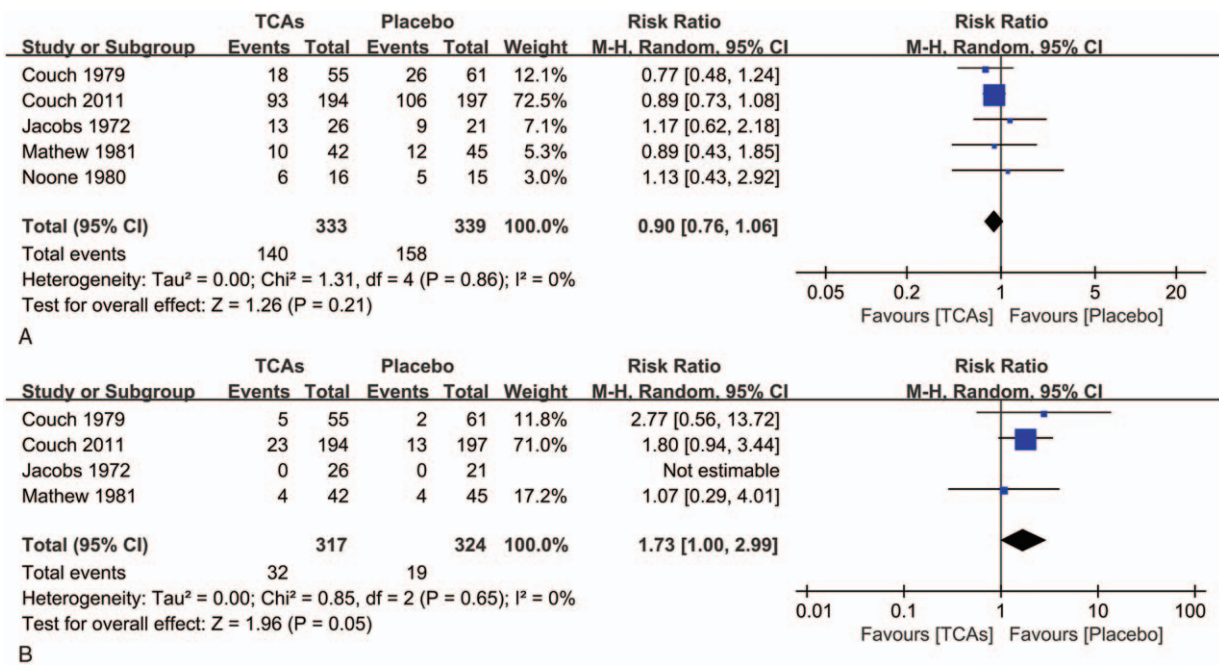 TCAs Placebo Risk Ratio Risk Ratio
Study or Subgroup Events Total Events Total Weight M-H, Random, 95% CI M-H, Random, 95% CI
Couch 1979 18 55 26 61 12.1% 0.77 [0.48, 1.24]
Couch 2011 93 194 106 197 72.5% 0.89 [0.73, 1.08]
Jacobs 1972 13 26 9 21 7.1% 1.17 [0.62, 2.18]
Mathew 1981 10 42 12 45 5.3% 0.89 [0.43, 1.85]
Noone 1980 6 16 5 15 3.0% 1.13 [0.43, 2.92]
Total (95% CI) 333 339 100.0% 0.90 [0.76, 1.06]
Total events 140 158
Heterogeneity: Tau² = 0.00; Chi² = 1.31, df = 4 (P = 0.86); I² = 0%
Test for overall effect: Z = 1.26 (P = 0.21)
0.05 0.2 1 5 20
Favours [TCAs] Favours [Placebo]
A
TCAs Placebo Risk Ratio Risk Ratio
Study or Subgroup Events Total Events Total Weight M-H, Random, 95% CI M-H, Random, 95% CI
Couch 1979 5 55 2 61 11.8% 2.77 [0.56, 13.72]
Couch 2011 23 194 13 197 71.0% 1.80 [0.94, 3.44]
Jacobs 1972 0 26 0 21 Not estimable
Mathew 1981 4 42 4 45 17.2% 1.07 [0.29, 4.01]
Total (95% CI) 317 324 100.0% 1.73 [1.00, 2.99]
Total events 32 19
Heterogeneity: Tau² = 0.00; Chi² = 0.85, df = 2 (P = 0.65); I² = 0%
Test for overall effect: Z = 1.96 (P = 0.05)
0.01 0.1 1 10 100
Favours [TCAs] Favours [Placebo]
B